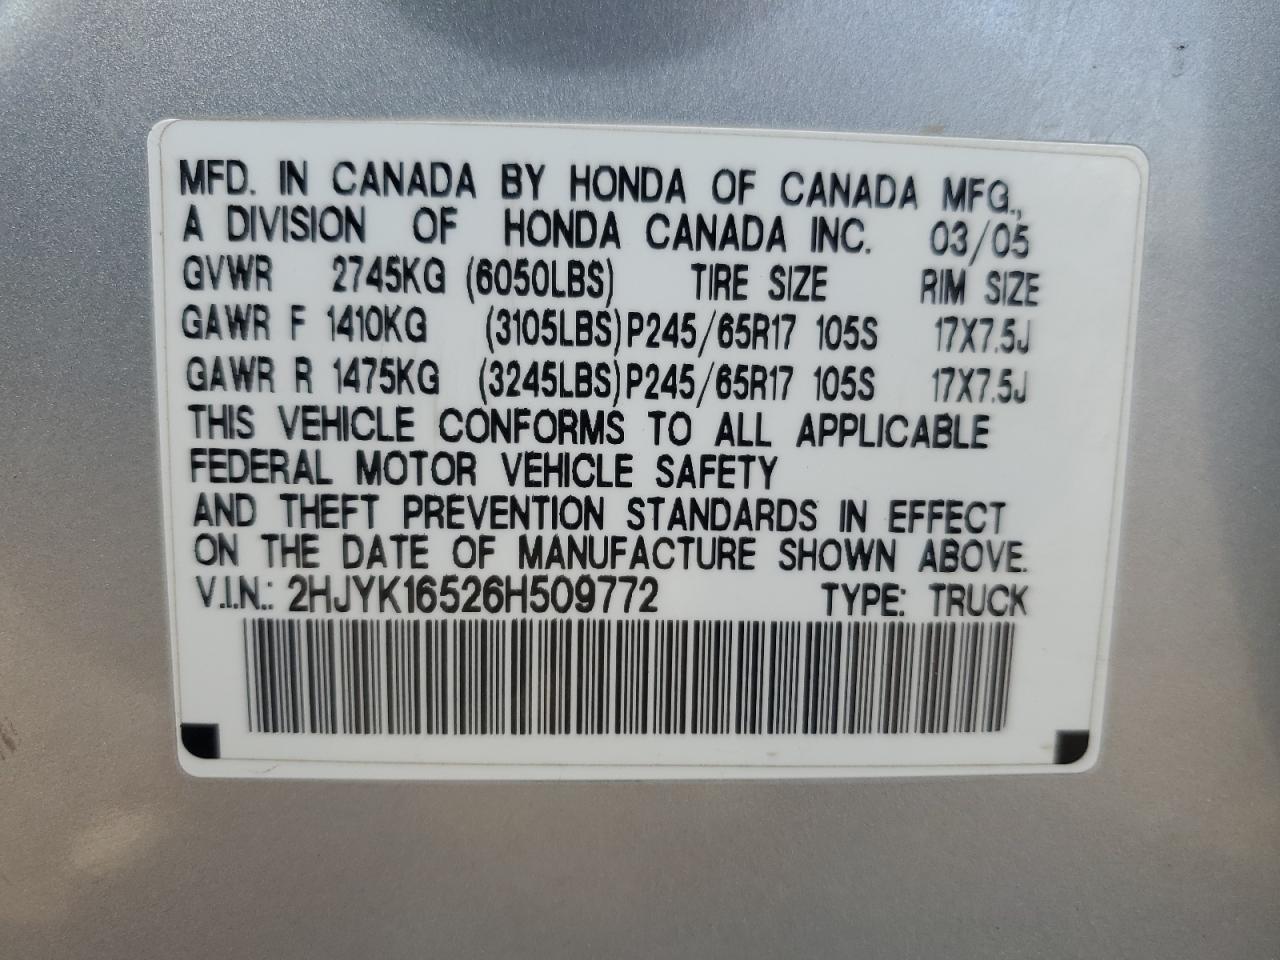 MFD. IN CANADA BY HONDA OF CANADA MFG.,
A DIVISION OF HONDA CANADA INC. 03/05
GVWR 2745KG (6050LBS) TIRE SIZE RIM SIZE
GAWR F 1410KG (3105LBS) P245/65R17 105S 17X7.5J
GAWR R 1475KG (3245LBS) P245/65R17 105S 17X7.5J
THIS VEHICLE CONFORMS TO ALL APPLICABLE
FEDERAL MOTOR VEHICLE SAFETY
AND THEFT PREVENTION STANDARDS IN EFFECT
ON THE DATE OF MANUFACTURE SHOWN ABOVE.
V.I.N.: 2HJYK16526H509772 TYPE: TRUCK